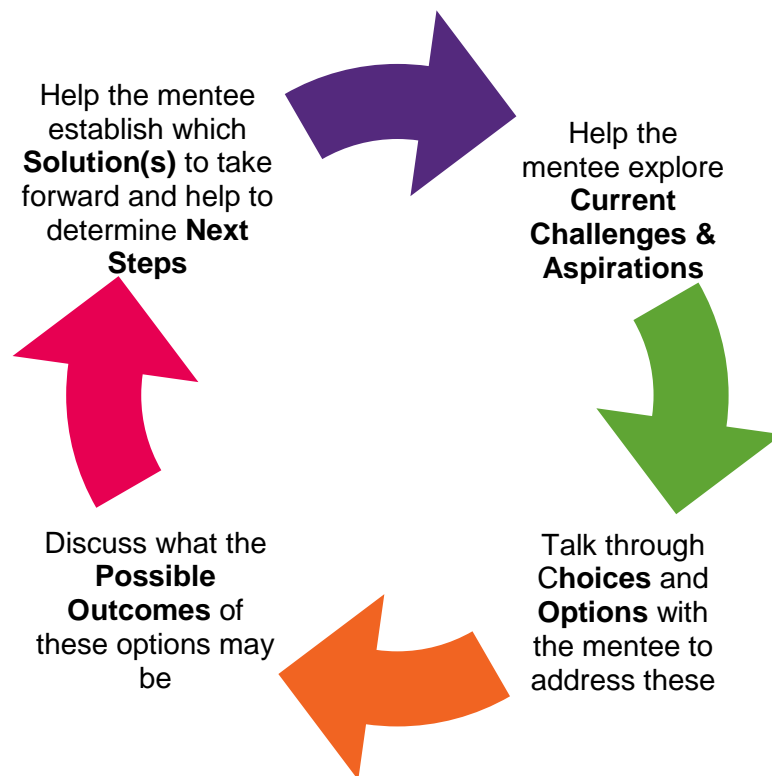 Help the mentee
establish which
Solution(s) to take
forward and help to
determine Next
Steps
Help the
mentee explore
Current
Challenges &
Aspirations
Talk through
Choices and
Options with
the mentee to
address these
Discuss what the
Possible
Outcomes of
these options may
be